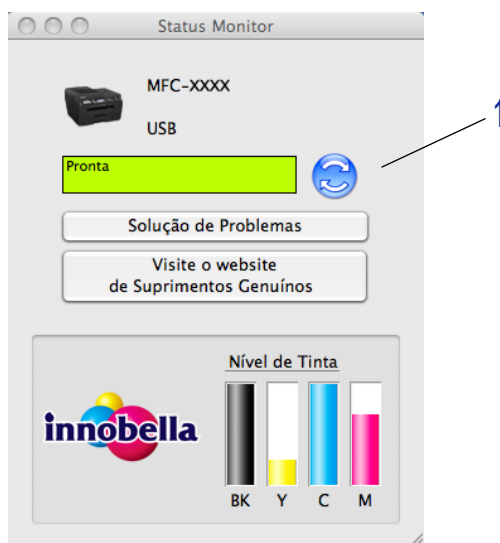 Status Monitor
MFC-XXXX
USB
1
Pronta
Solução de Problemas
Visite o website
de Suprimentos Genuínos
Nível de Tinta
innobella
BK Y C M